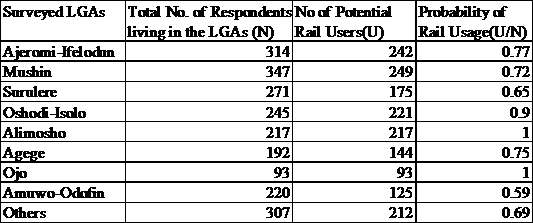 Surveyed LGAs Total No. of Respondents No of Potential Probability of
living in the LGAs (N) Rail Users(U) Rail Usage(U/N)
Ajeromi-Ifelodun 314 242 0.77
Mushin 347 249 0.72
Surulere 271 175 0.65
Oshodi-Isolo 245 221 0.9
Alimosho 217 217 1
Agege 192 144 0.75
Ojo 93 93 1
Amuwo-Odofin 220 125 0.59
Others 307 212 0.69